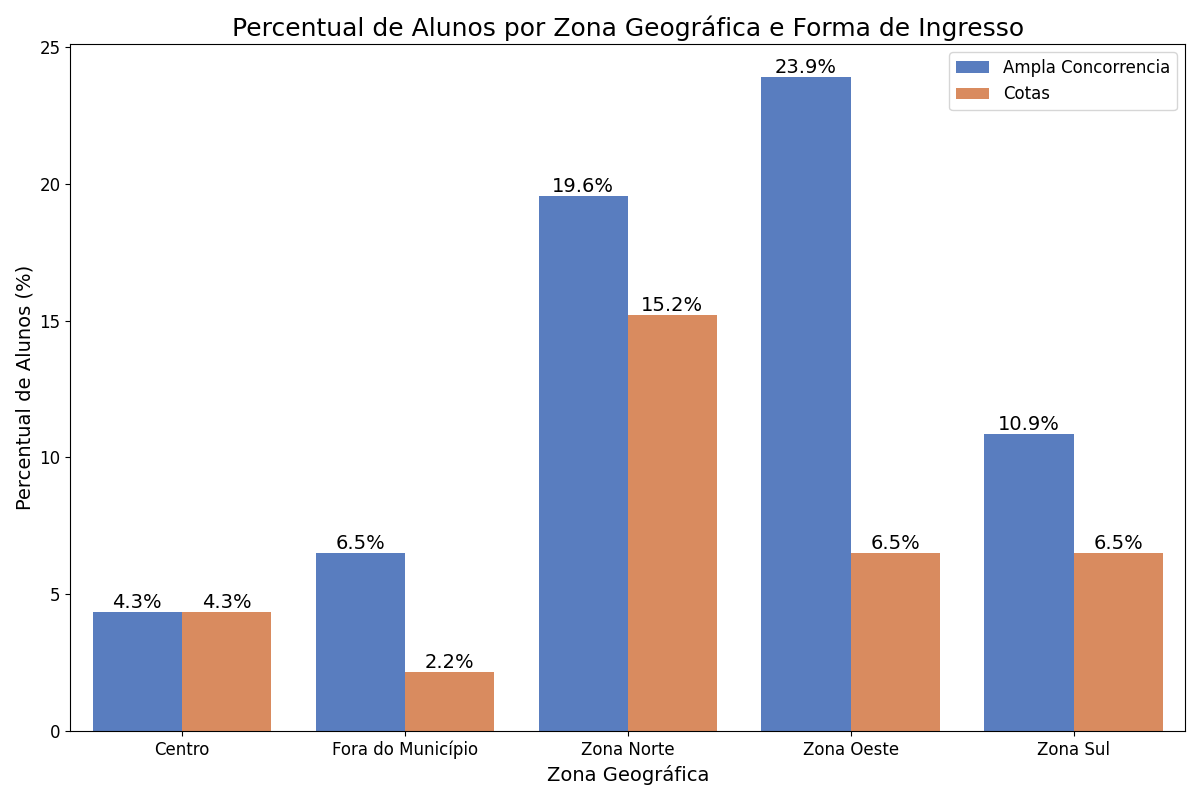 Percentual de Alunos por Zona Geográfica e Forma de Ingresso
Ampla Concorrencia
Cotas
Percentual de Alunos (%)
25
20
15
10
5
0
4.3%
4.3%
6.5%
2.2%
19.6%
15.2%
23.9%
6.5%
10.9%
6.5%
Centro
Fora do Município
Zona Norte
Zona Oeste
Zona Sul
Zona Geográfica